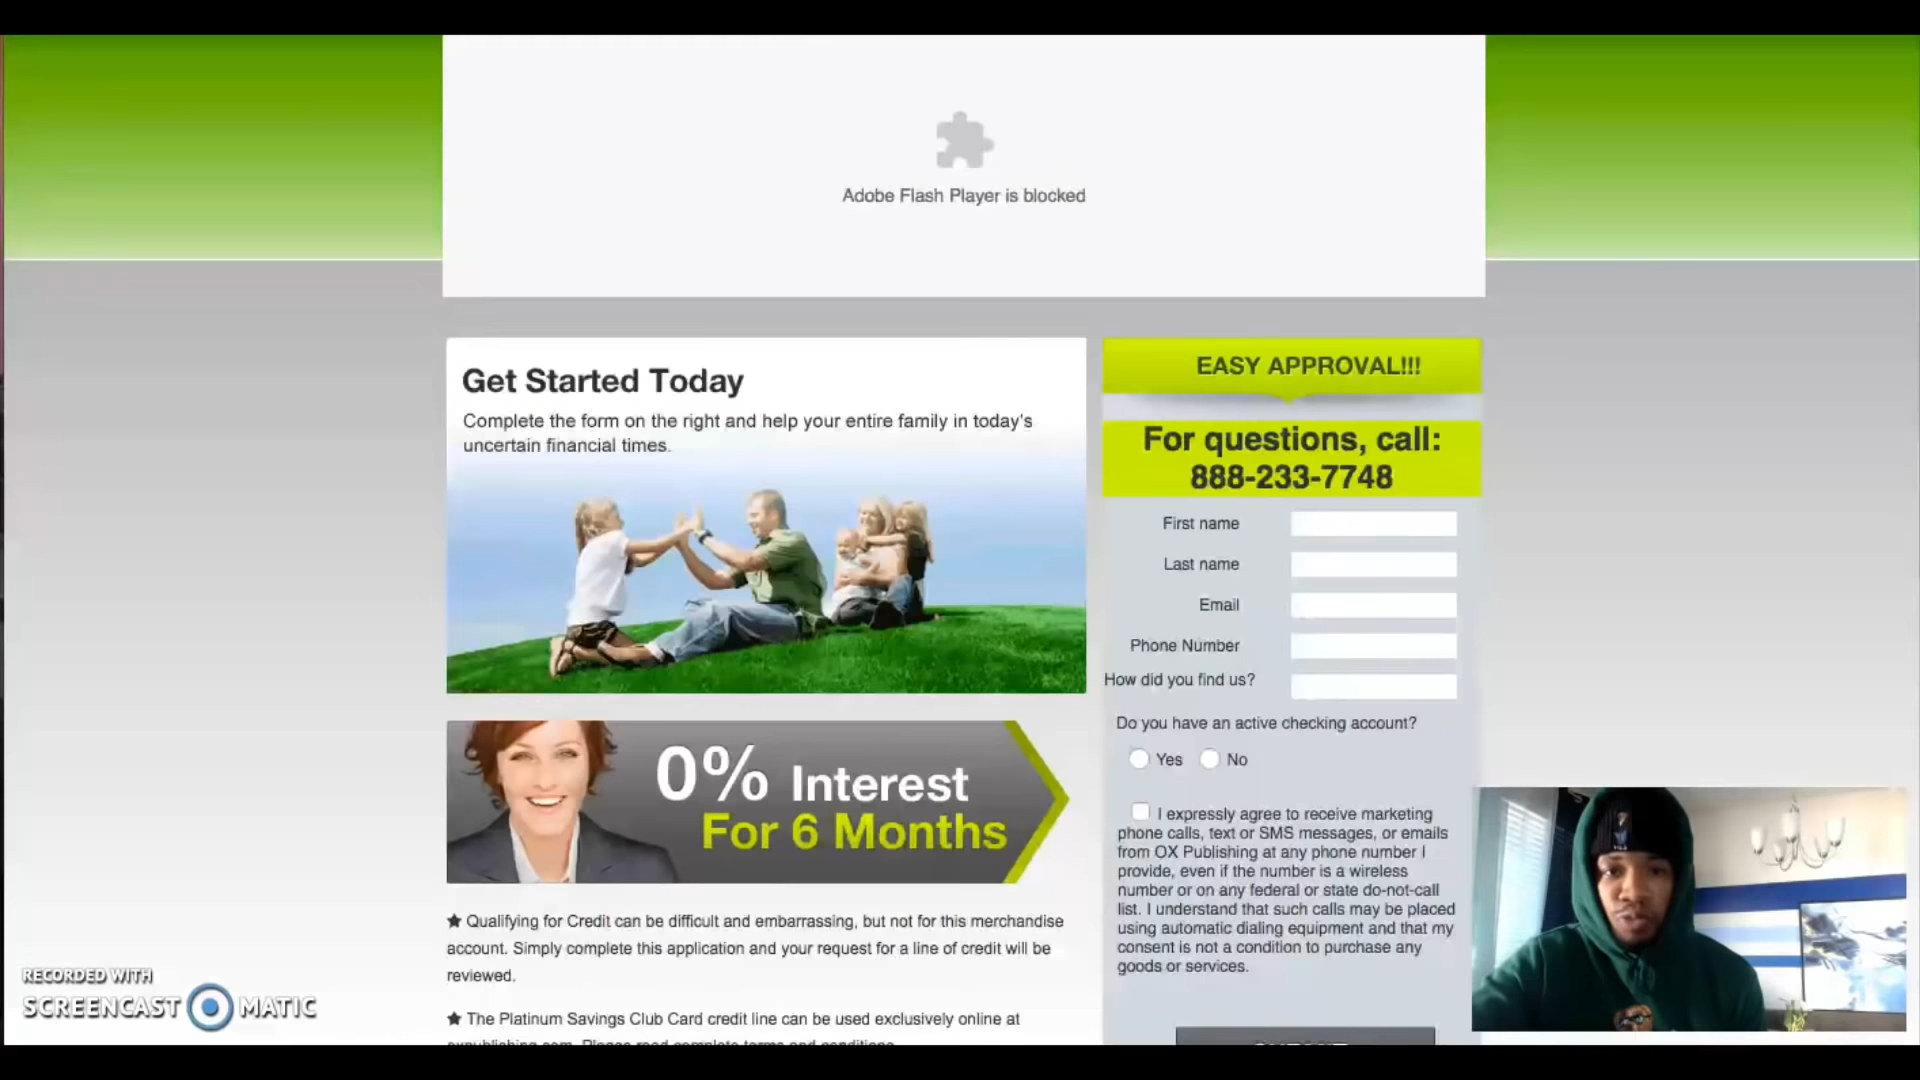 Adobe Flash Player is blocked
Get Started Today
Complete the form on the right and help your entire family in today's
uncertain financial times.
EASY APPROVAL!!!
For questions, call:
888-233-7748
First name
Last name
Email
Phone Number
How did you find us?
Do you have an active checking account?
Yes No
I expressly agree to receive marketing
phone calls, text or SMS messages, or emails
from OX Publishing at any phone number I
provide, even if the number is a wireless
number or on any federal or state do-not-call
list. I understand that such calls may be placed
using automatic dialing equipment and that my
consent is not a condition to purchase any
goods or services.
0% Interest
For 6 Months
★ Qualifying for Credit can be difficult and embarrassing, but not for this merchandise
account. Simply complete this application and your request for a line of credit will be
reviewed.
★ The Platinum Savings Club Card credit line can be used exclusively online at
RECORDED WITH
SCREENCAST MATIC